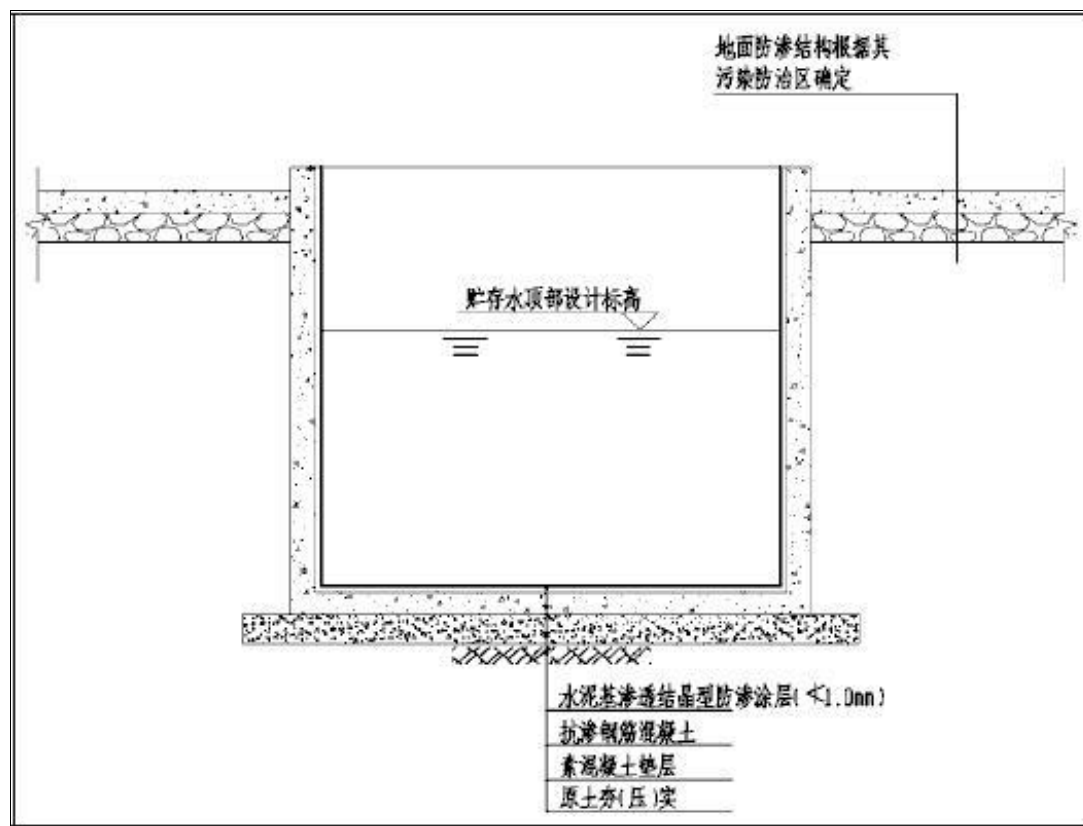 地面防渗结构根据其
污染防治区确定
贮存水顶部设计标高
水泥基渗透结晶型防渗涂层(≮1.0mm)
抗渗钢筋混凝土
素混凝土垫层
原土夯(压)实